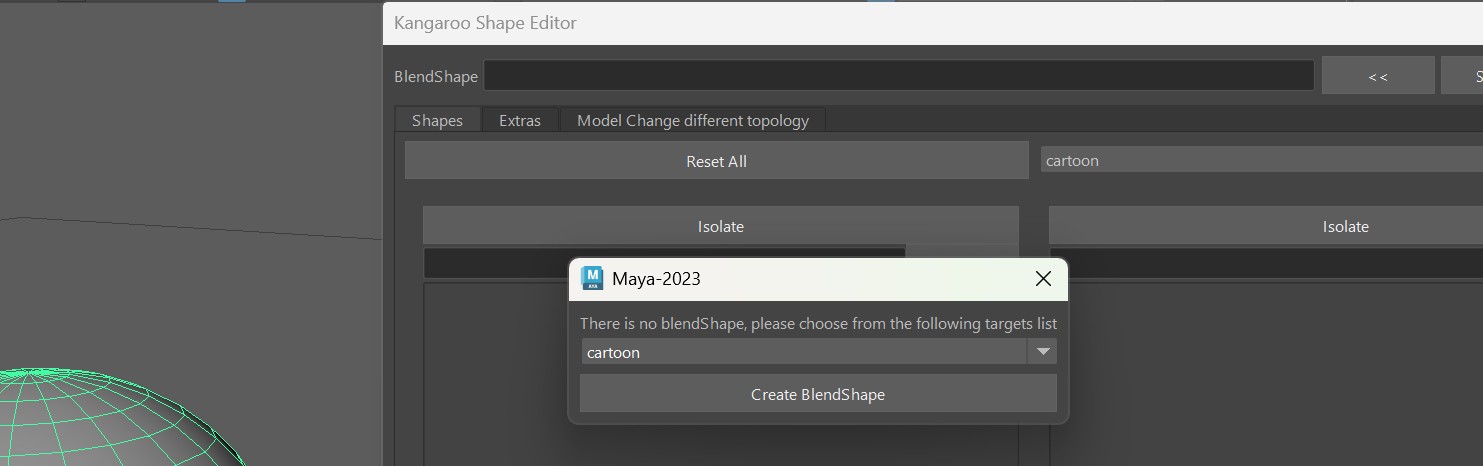 Kangaroo Shape Editor
BlendShape
<<
Shapes
Extras
Model Change different topology
Reset All
cartoon
Isolate
Isolate
Maya-2023
There is no blendShape, please choose from the following targets list
cartoon
Create BlendShape